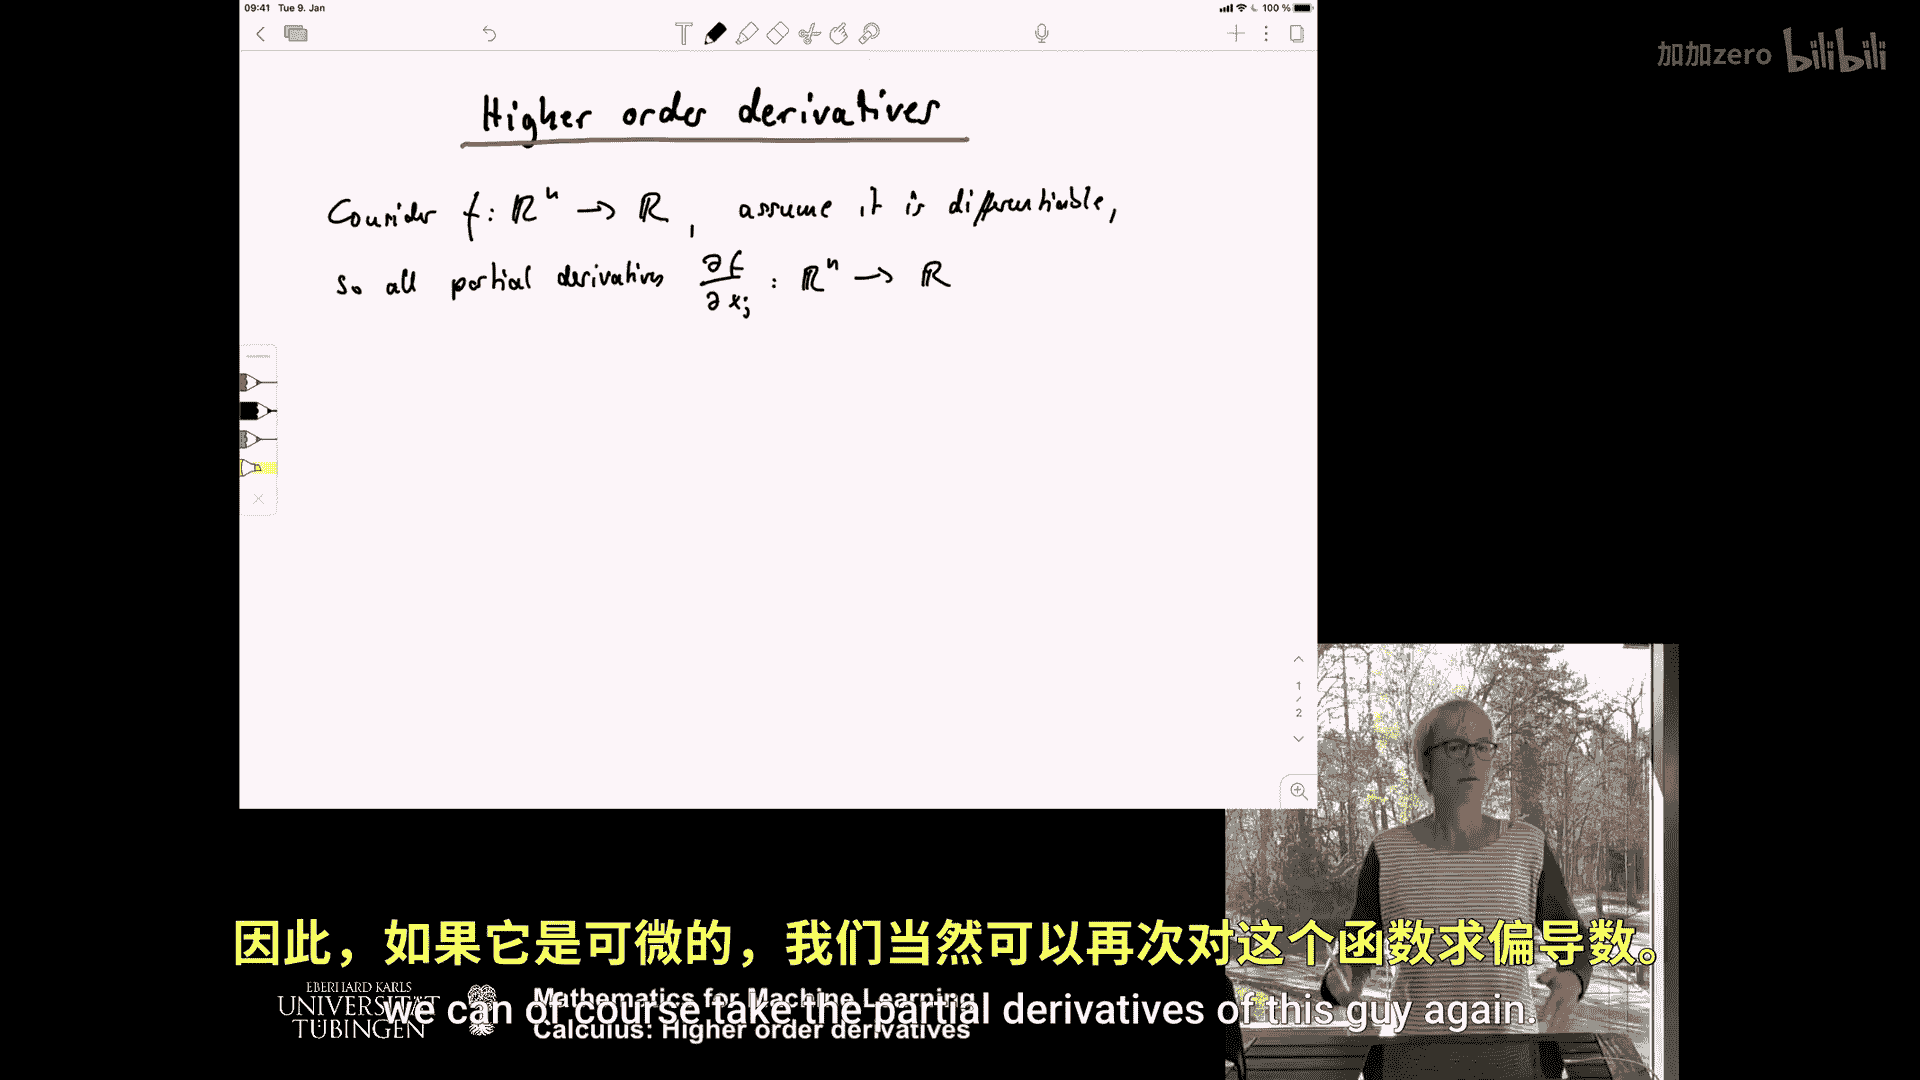 09:41 Tue 9. Jan
100 %
加加zero bilibili
Higher order derivatives
Consider f: ℝⁿ → ℝ, assume it is differentiable,
so all partial derivatives ∂f/∂xⱼ : ℝⁿ → ℝ
1
2
因此，如果它是可微的，我们当然可以再次对这个函数求偏导数。
we can of course take the partial derivatives of this guy again.
EBERHARD KARLS
UNIVERSITÄT
TÜBINGEN
Mathematics for Machine Learning
Calculus: Higher order derivatives